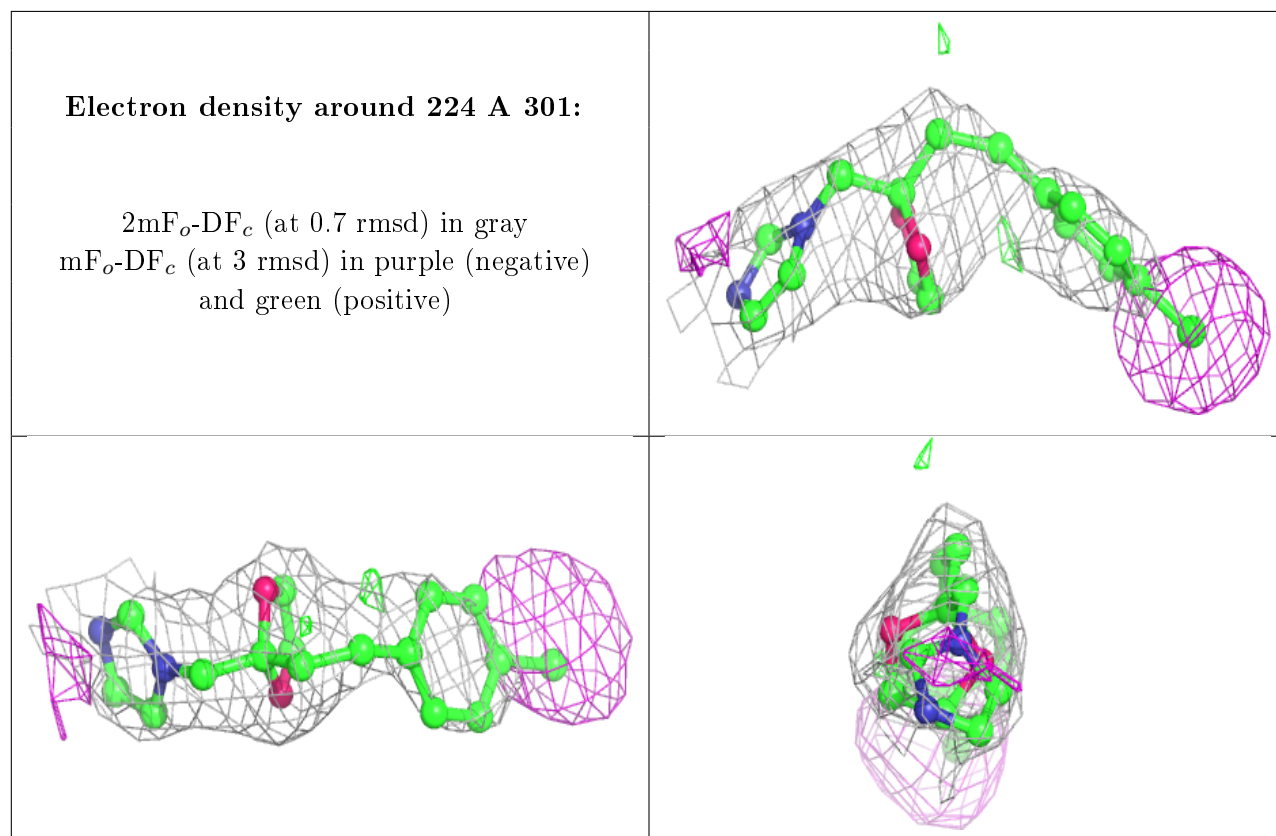 Electron density around 224 A 301:
2mFₒ-DF𝒸 (at 0.7 rmsd) in gray
mFₒ-DF𝒸 (at 3 rmsd) in purple (negative)
and green (positive)